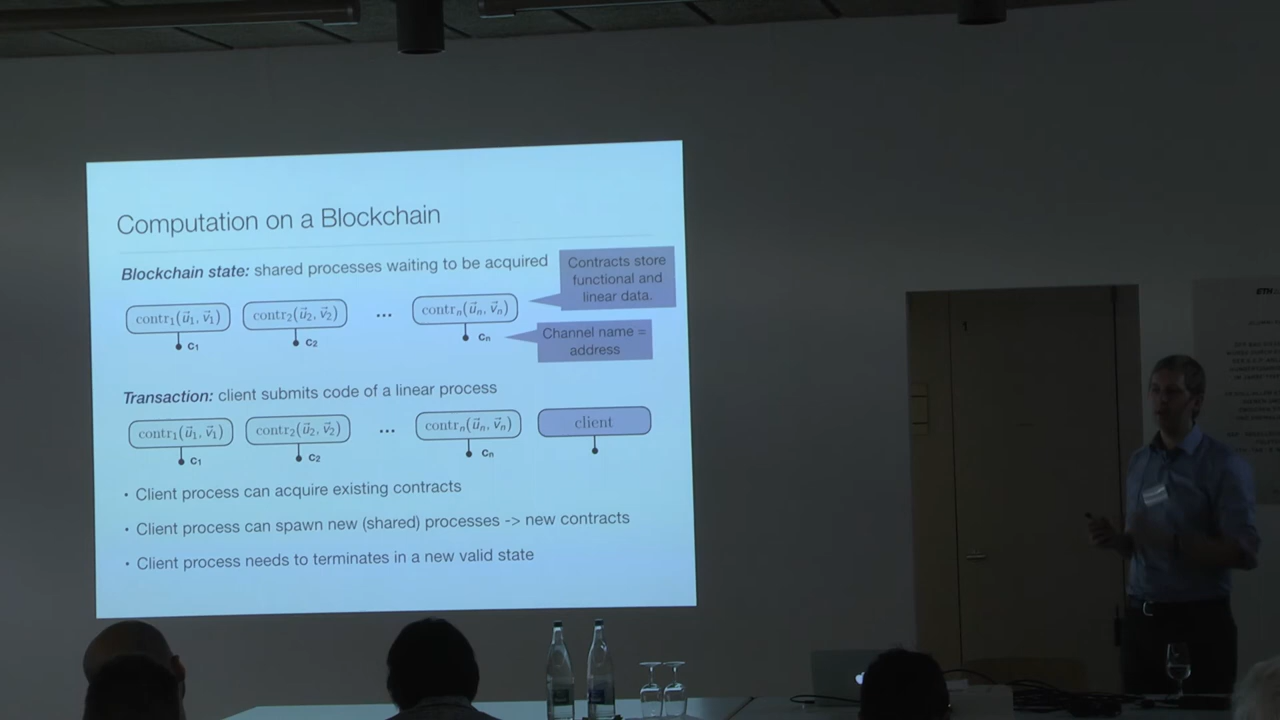 Computation on a Blockchain
Blockchain state: shared processes waiting to be acquired
Contracts store
functional and
linear data.
contr₁(u⃗₁, v⃗₁) contr₂(u⃗₂, v⃗₂) ... contrₙ(u⃗ₙ, v⃗ₙ)
c₁ c₂ cₙ
Channel name =
address
Transaction: client submits code of a linear process
contr₁(u⃗₁, v⃗₁) contr₂(u⃗₂, v⃗₂) ... contrₙ(u⃗ₙ, v⃗ₙ) client
c₁ c₂ cₙ
• Client process can acquire existing contracts
• Client process can spawn new (shared) processes -> new contracts
• Client process needs to terminates in a new valid state
ETH